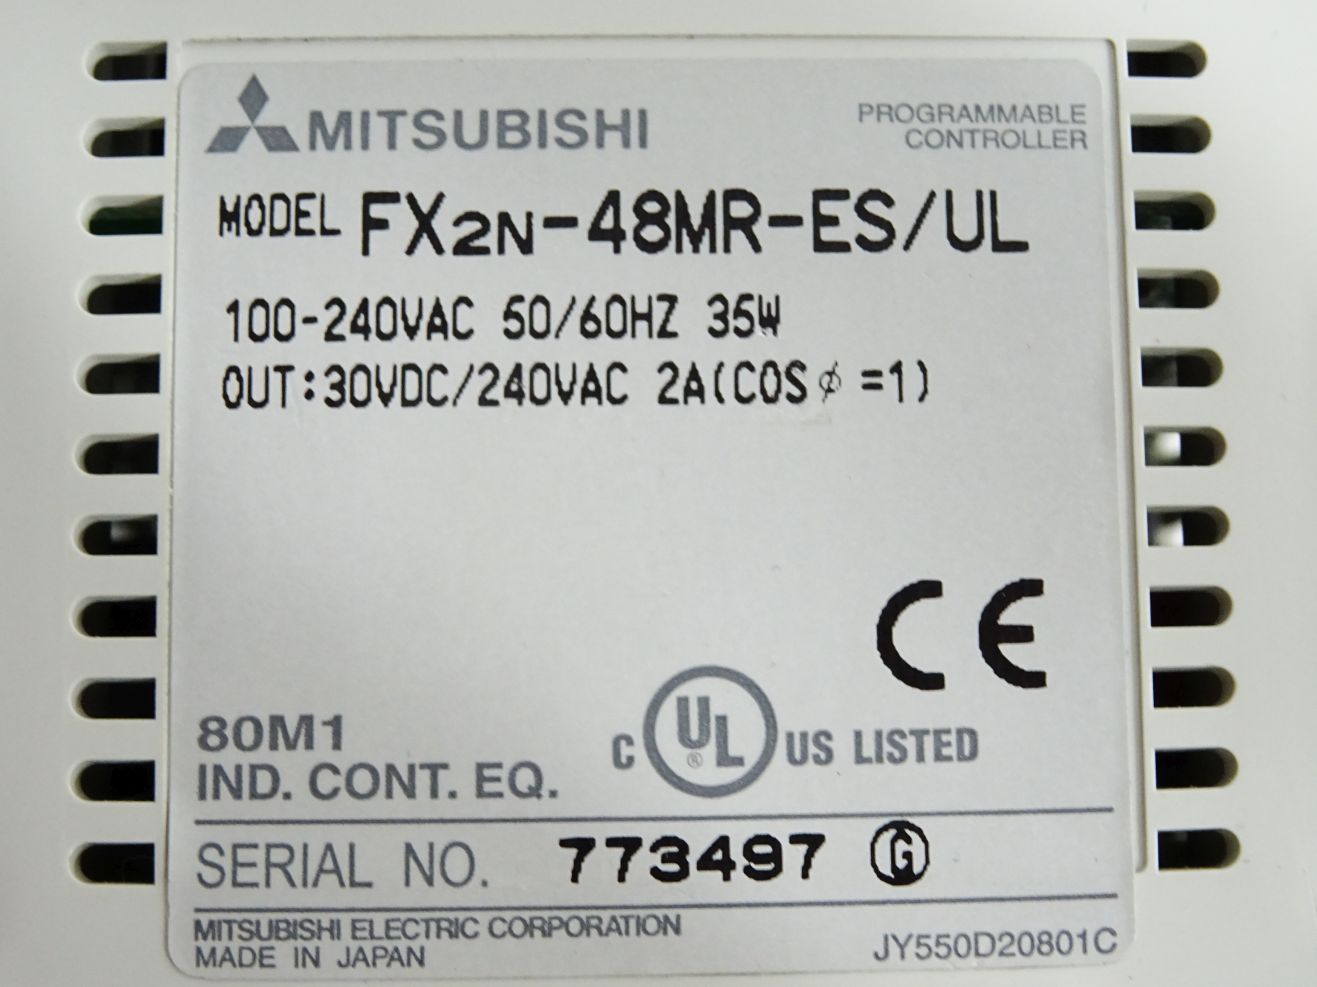 MITSUBISHI
PROGRAMMABLE
CONTROLLER
MODEL FX2N-48MR-ES/UL
100-240VAC 50/60HZ 35W
OUT:30VDC/240VAC 2A(COSφ=1)
CE
80M1
IND. CONT. EQ.
C UL® US LISTED
SERIAL NO. 773497 Ⓖ
MITSUBISHI ELECTRIC CORPORATION
MADE IN JAPAN
JY550D20801C